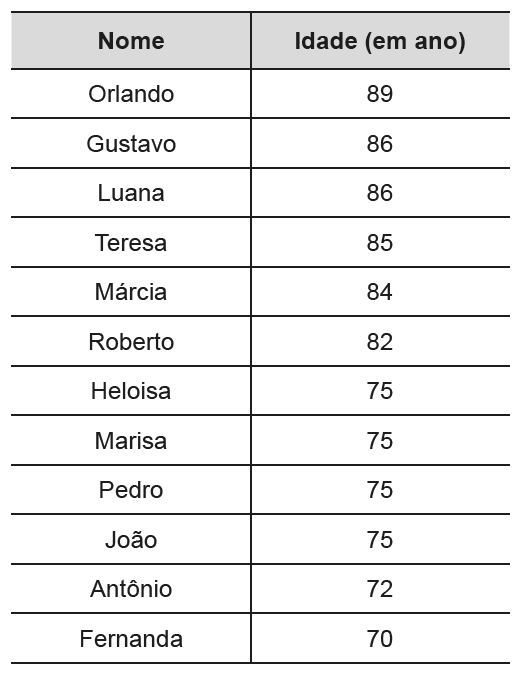 Nome Idade (em ano)
Orlando 89
Gustavo 86
Luana 86
Teresa 85
Márcia 84
Roberto 82
Heloisa 75
Marisa 75
Pedro 75
João 75
Antônio 72
Fernanda 70